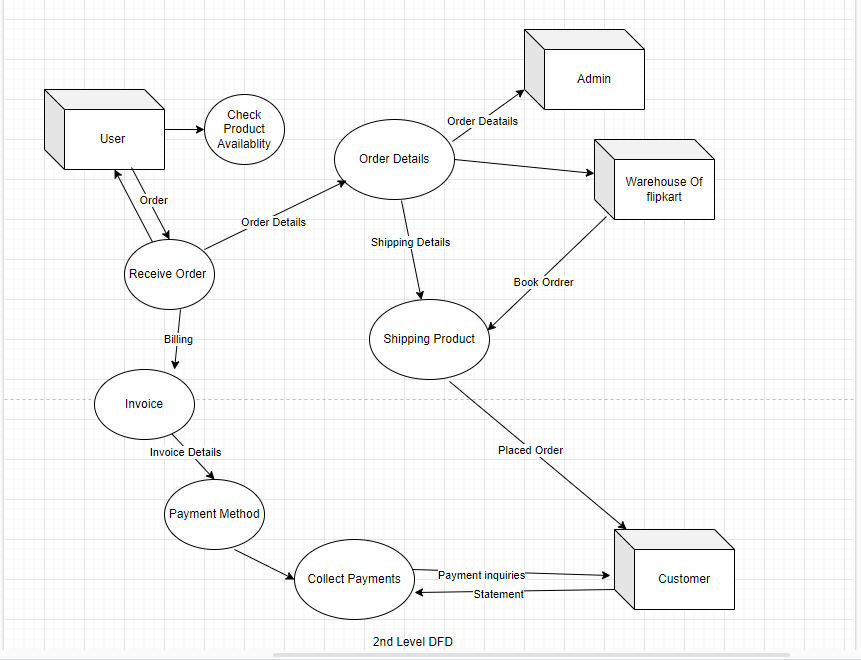 Admin
Check
Product
Availablity
User
Order Deatails
Order Details
Warehouse Of
flipkart
Order
Order Details
Shipping Details
Receive Order
Book Ordrer
Billing
Shipping Product
Invoice
Invoice Details
Placed Order
Payment Method
Collect Payments
Payment inquiries
Statement
Customer
2nd Level DFD